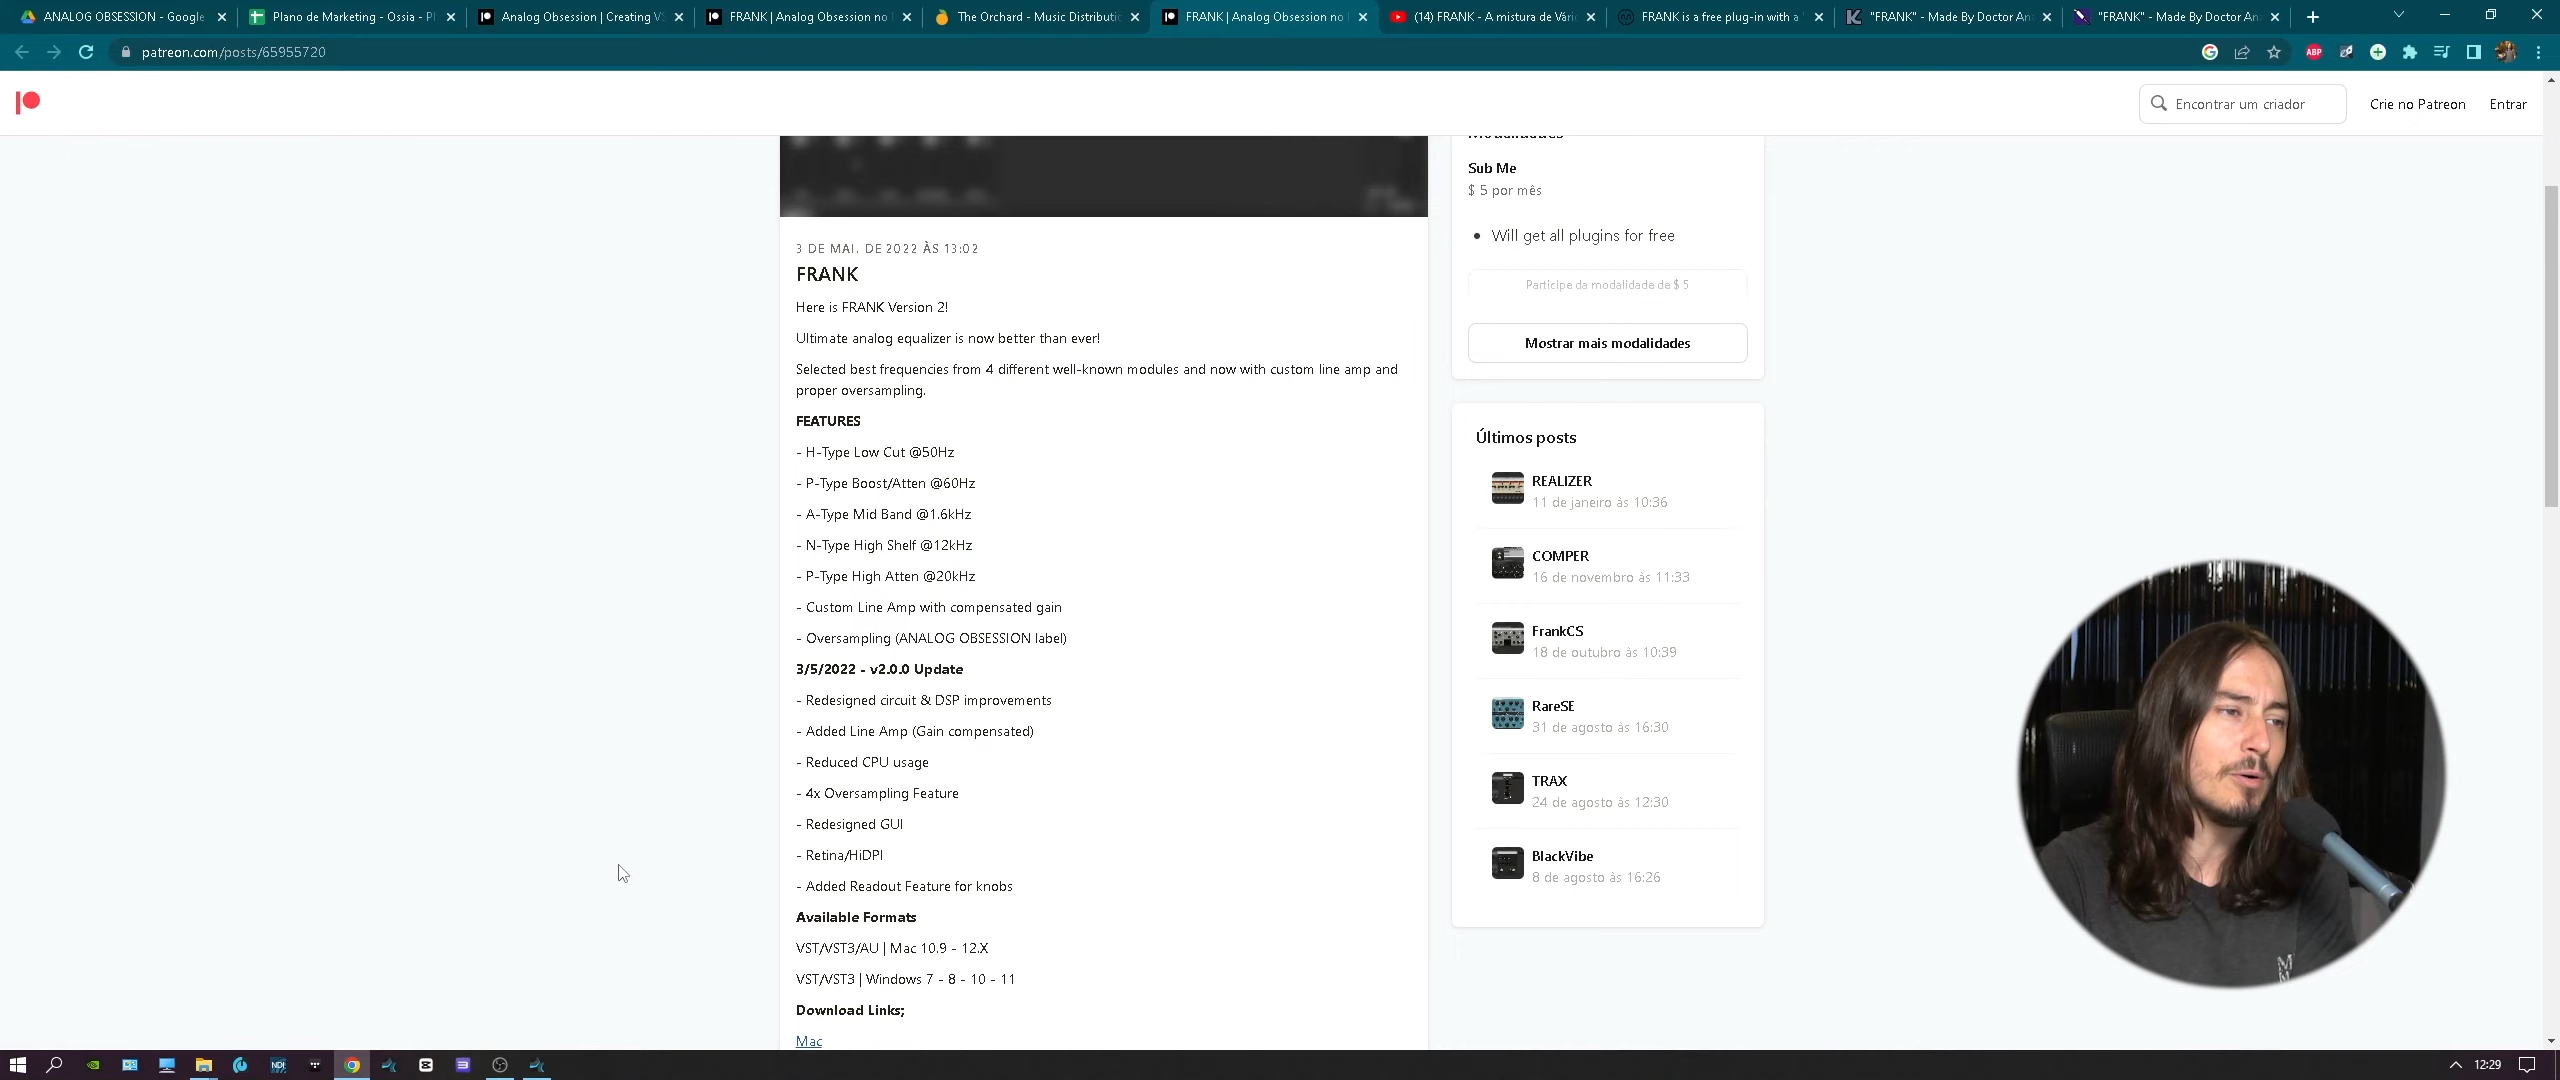 ANALOG OBSESSION - Google
Plano de Marketing - Ossia - Pl
Analog Obsession | Creating VS
FRANK | Analog Obsession no
The Orchard - Music Distributi
FRANK | Analog Obsession no
(14) FRANK - A mistura de Vári
FRANK is a free plug-in with a
"FRANK" - Made By Doctor An
"FRANK" - Made By Doctor An
patreon.com/posts/65955720
ABP
Encontrar um criador
Crie no Patreon
Entrar
Modalidades
Sub Me
$ 5 por mês
• Will get all plugins for free
Participe da modalidade de $ 5
Mostrar mais modalidades
3 DE MAI. DE 2022 ÀS 13:02
FRANK
Here is FRANK Version 2!
Ultimate analog equalizer is now better than ever!
Selected best frequencies from 4 different well-known modules and now with custom line amp and
proper oversampling.
FEATURES
- H-Type Low Cut @50Hz
- P-Type Boost/Atten @60Hz
- A-Type Mid Band @1.6kHz
- N-Type High Shelf @12kHz
- P-Type High Atten @20kHz
- Custom Line Amp with compensated gain
- Oversampling (ANALOG OBSESSION label)
3/5/2022 - v2.0.0 Update
- Redesigned circuit & DSP improvements
- Added Line Amp (Gain compensated)
- Reduced CPU usage
- 4x Oversampling Feature
- Redesigned GUI
- Retina/HiDPI
- Added Readout Feature for knobs
Available Formats
VST/VST3/AU | Mac 10.9 - 12.X
VST/VST3 | Windows 7 - 8 - 10 - 11
Download Links;
Mac
Últimos posts
REALIZER
11 de janeiro às 10:36
COMPER
16 de novembro às 11:33
FrankCS
18 de outubro às 10:39
RareSE
31 de agosto às 16:30
TRAX
24 de agosto às 12:30
BlackVibe
8 de agosto às 16:26
NDI
12:29